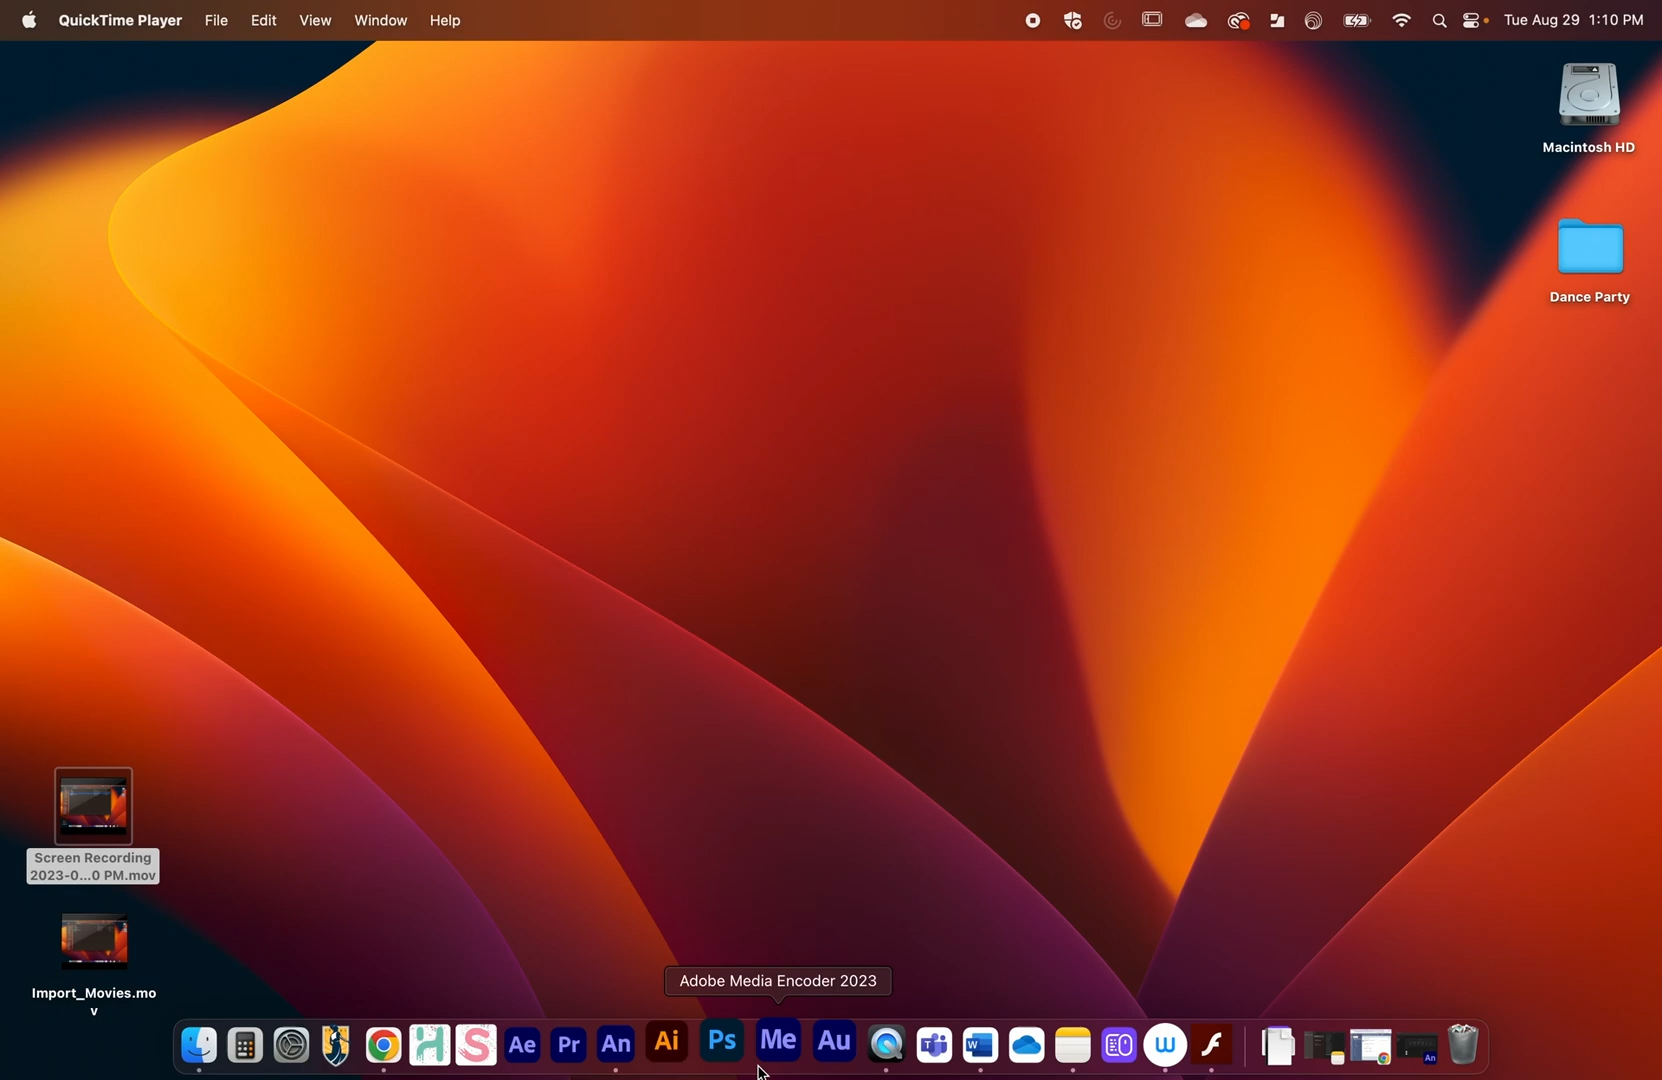 QuickTime Player File Edit View Window Help Tue Aug 29 1:10 PM
Macintosh HD
Dance Party
Screen Recording
2023-0...0 PM.mov
Import_Movies.mo
v
Adobe Media Encoder 2023
Ae Pr An Ai Ps Me Au W w
An